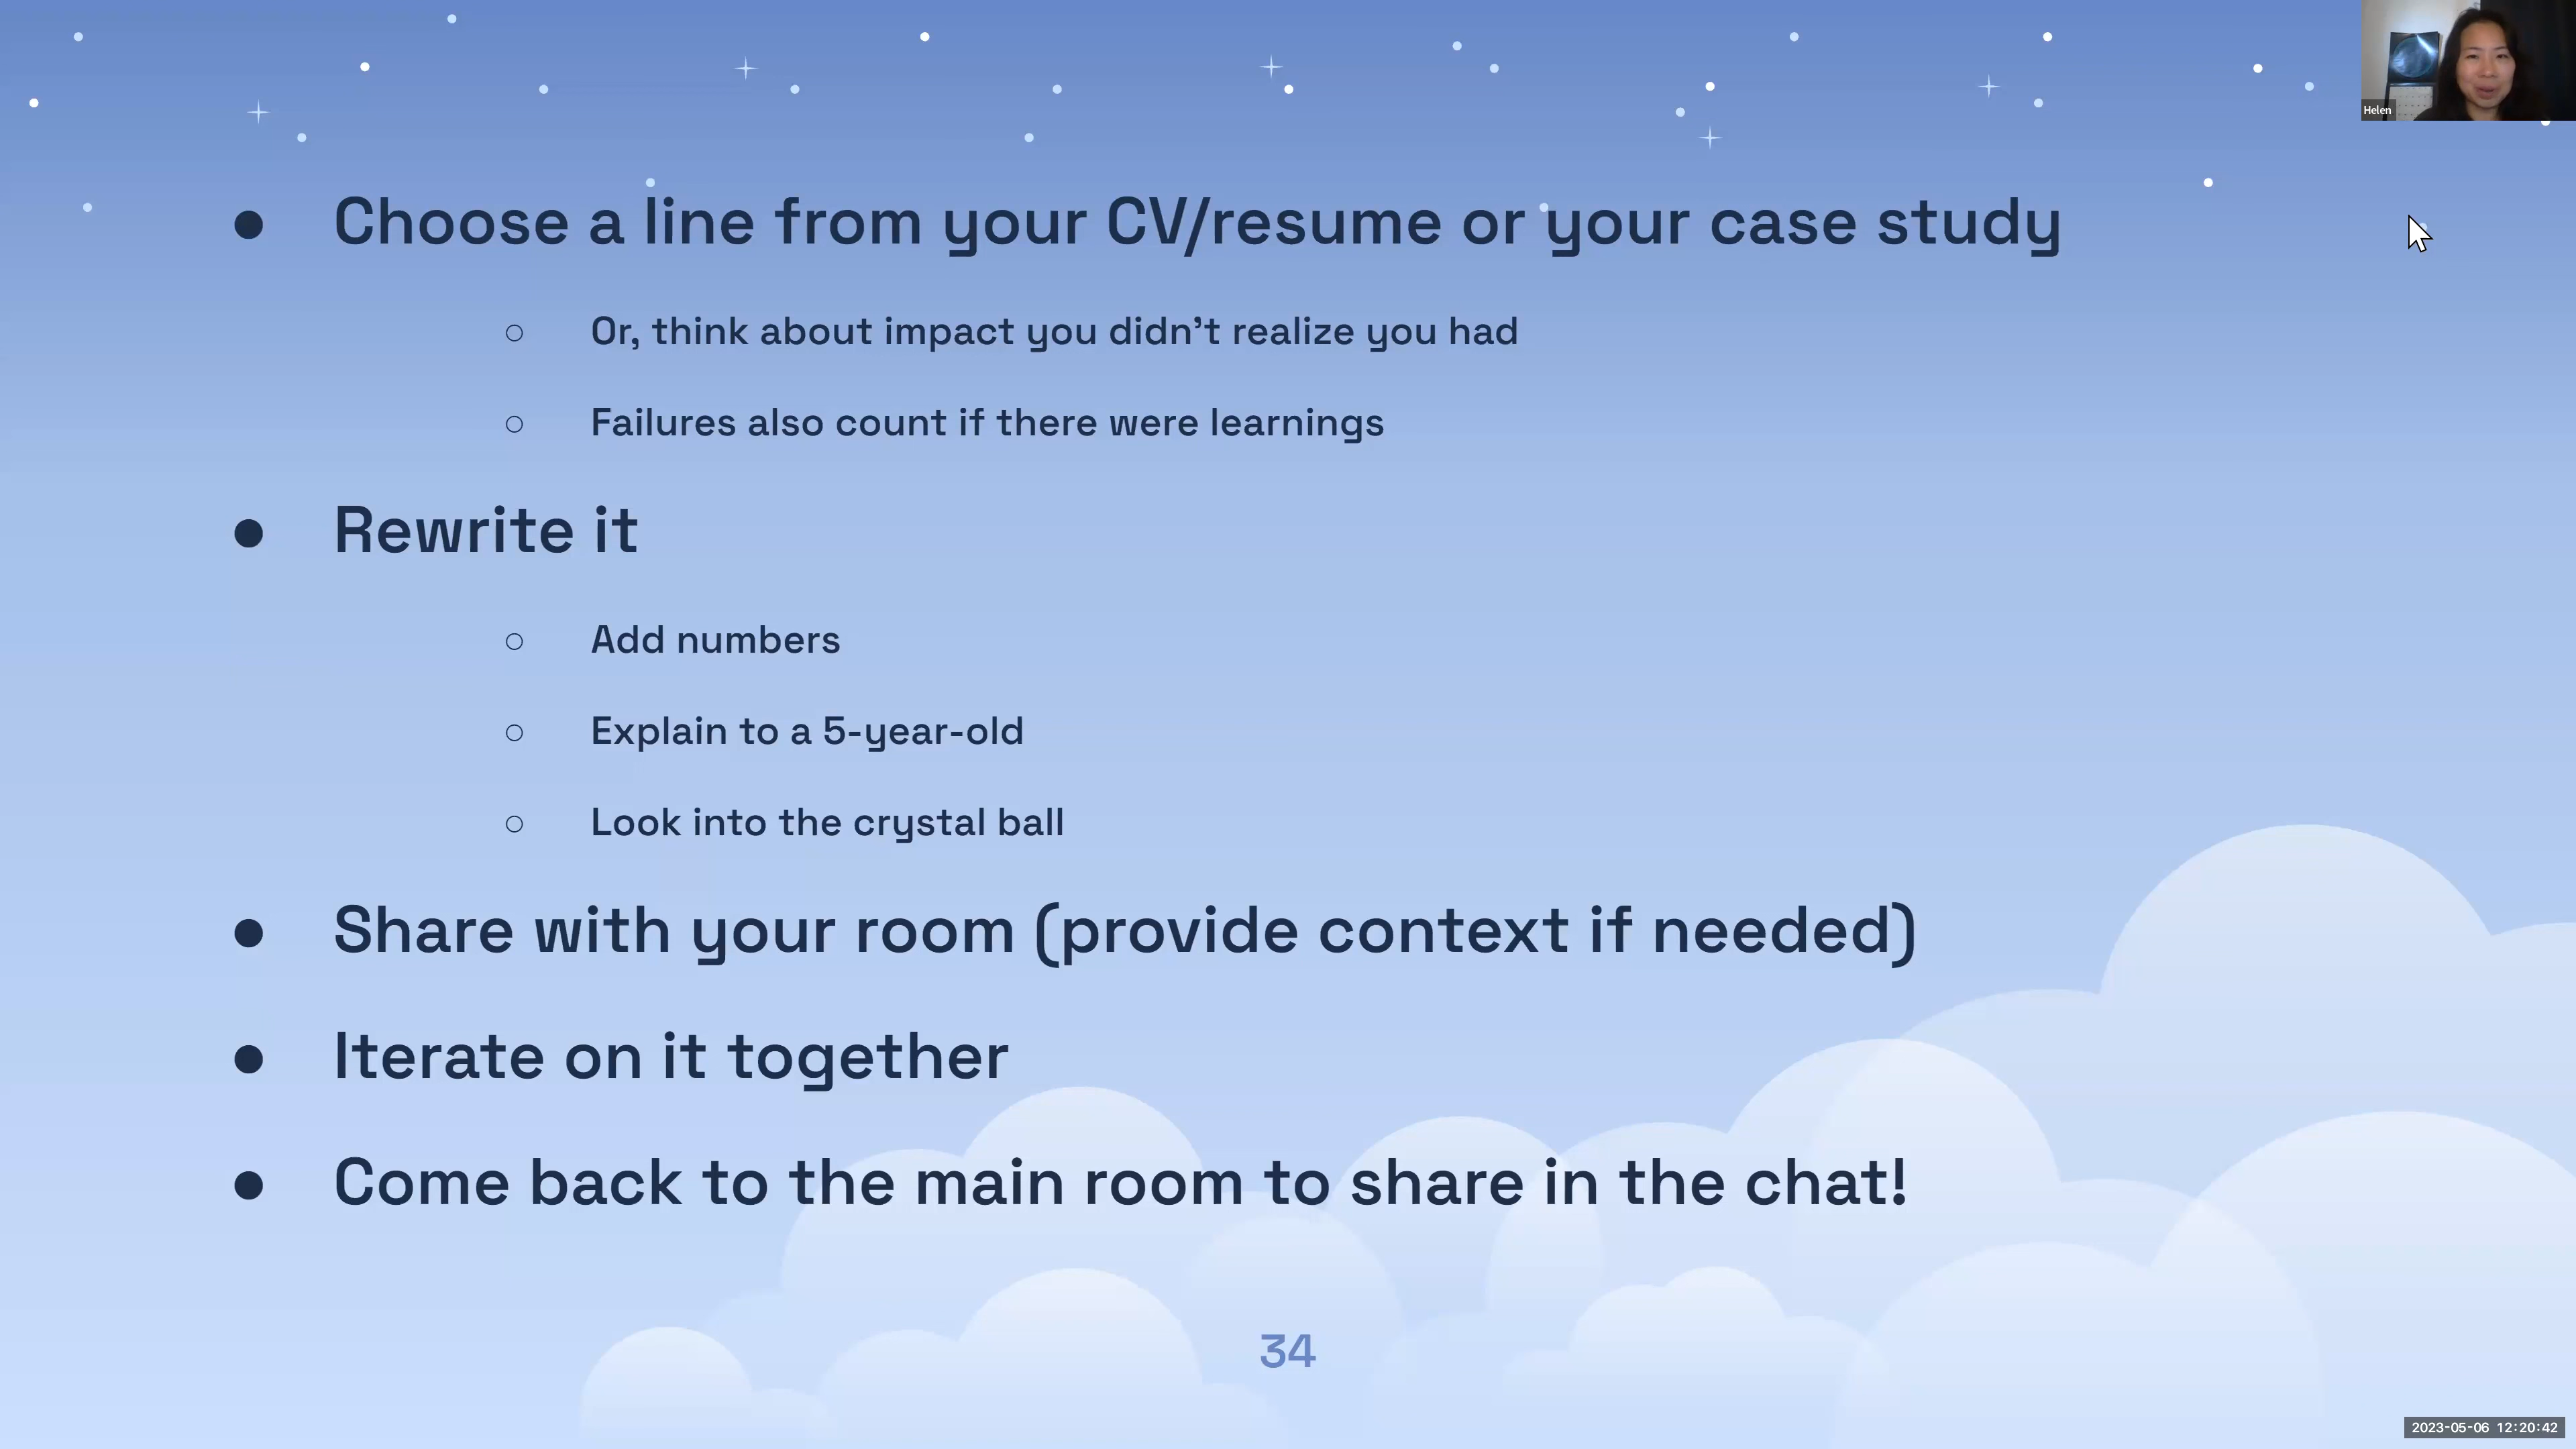 Helen
● Choose a line from your CV/resume or your case study
○ Or, think about impact you didn't realize you had
○ Failures also count if there were learnings
● Rewrite it
○ Add numbers
○ Explain to a 5-year-old
○ Look into the crystal ball
● Share with your room (provide context if needed)
● Iterate on it together
● Come back to the main room to share in the chat!
34
2023-05-06 12:20:42